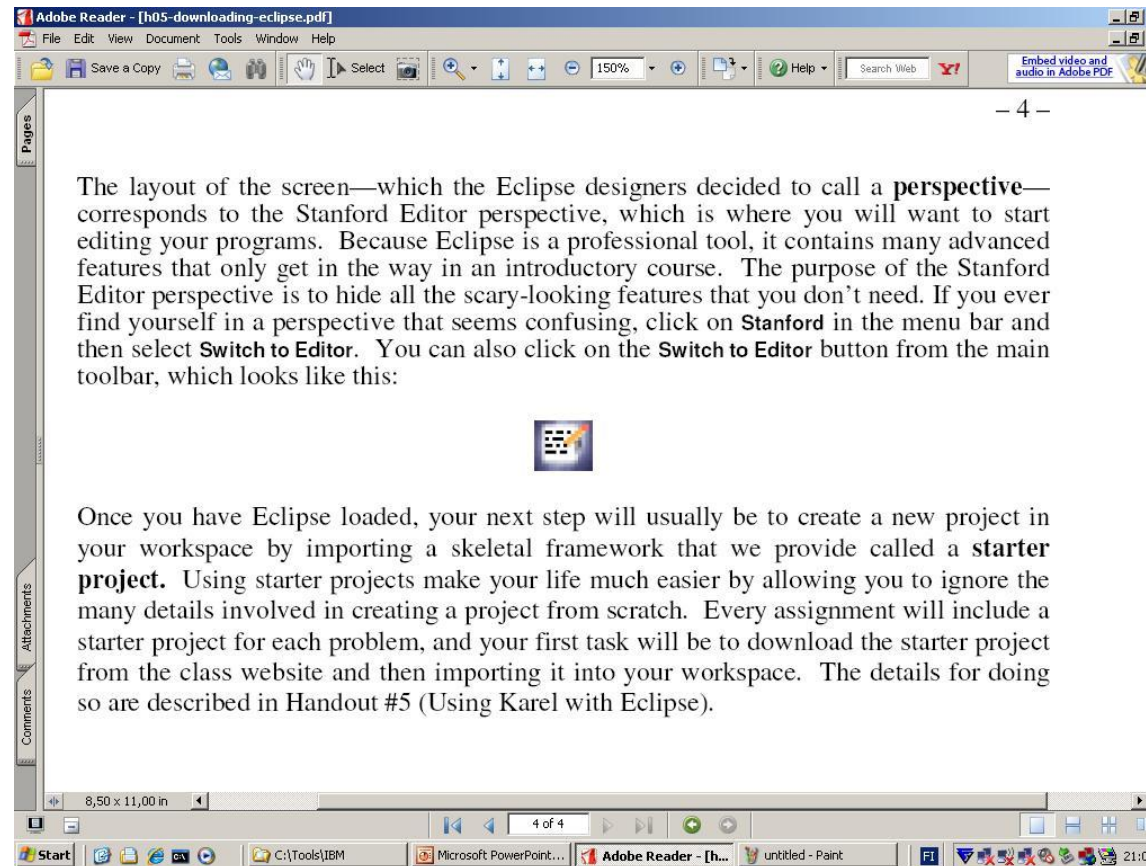 Adobe Reader - [h05-downloading-eclipse.pdf]
File Edit View Document Tools Window Help
Save a Copy Select 150% Help Search Web Y! Embed video and
audio in Adobe PDF
Pages
– 4 –
The layout of the screen—which the Eclipse designers decided to call a perspective—
corresponds to the Stanford Editor perspective, which is where you will want to start
editing your programs. Because Eclipse is a professional tool, it contains many advanced
features that only get in the way in an introductory course. The purpose of the Stanford
Editor perspective is to hide all the scary-looking features that you don’t need. If you ever
find yourself in a perspective that seems confusing, click on Stanford in the menu bar and
then select Switch to Editor. You can also click on the Switch to Editor button from the main
toolbar, which looks like this:
Once you have Eclipse loaded, your next step will usually be to create a new project in
your workspace by importing a skeletal framework that we provide called a starter
project. Using starter projects make your life much easier by allowing you to ignore the
many details involved in creating a project from scratch. Every assignment will include a
starter project for each problem, and your first task will be to download the starter project
from the class website and then importing it into your workspace. The details for doing
so are described in Handout #5 (Using Karel with Eclipse).
Attachments
Comments
8,50 x 11,00 in
4 of 4
Start C:\Tools\IBM Microsoft PowerPoint... Adobe Reader - [h... untitled - Paint FI